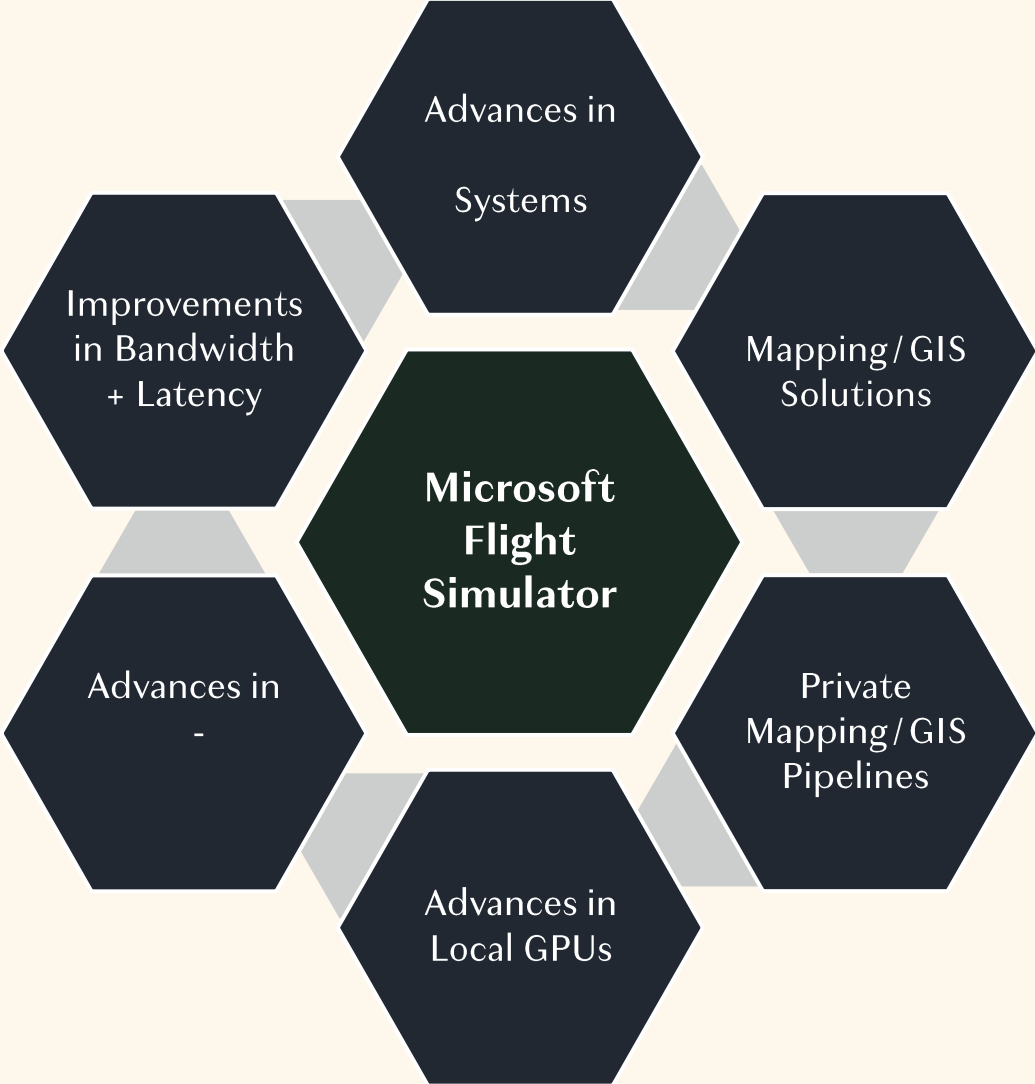 Advances in
Systems
Improvements
in Bandwidth
+ Latency
Mapping/GIS
Solutions
Microsoft
Flight
Simulator
Advances in
-
Private
Mapping/GIS
Pipelines
Advances in
Local GPUs